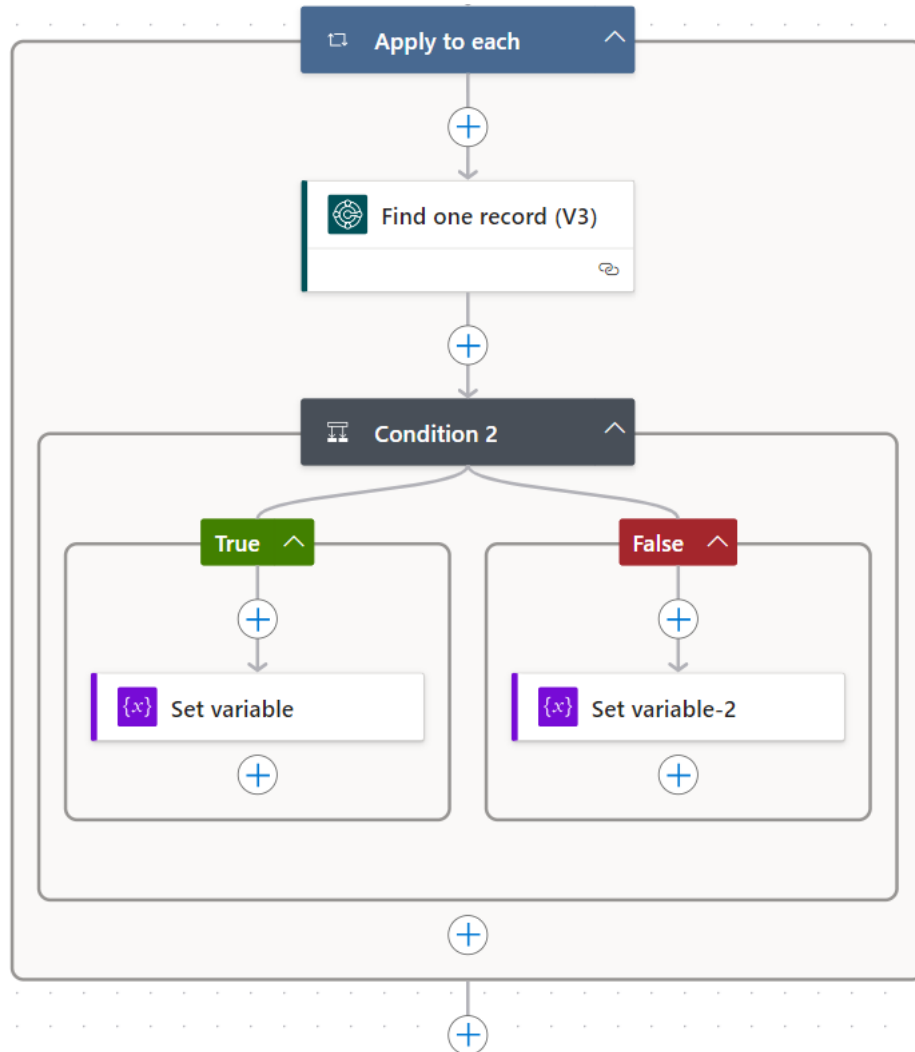 Apply to each
Find one record (V3)
Condition 2
True
False
{x} Set variable
{x} Set variable-2